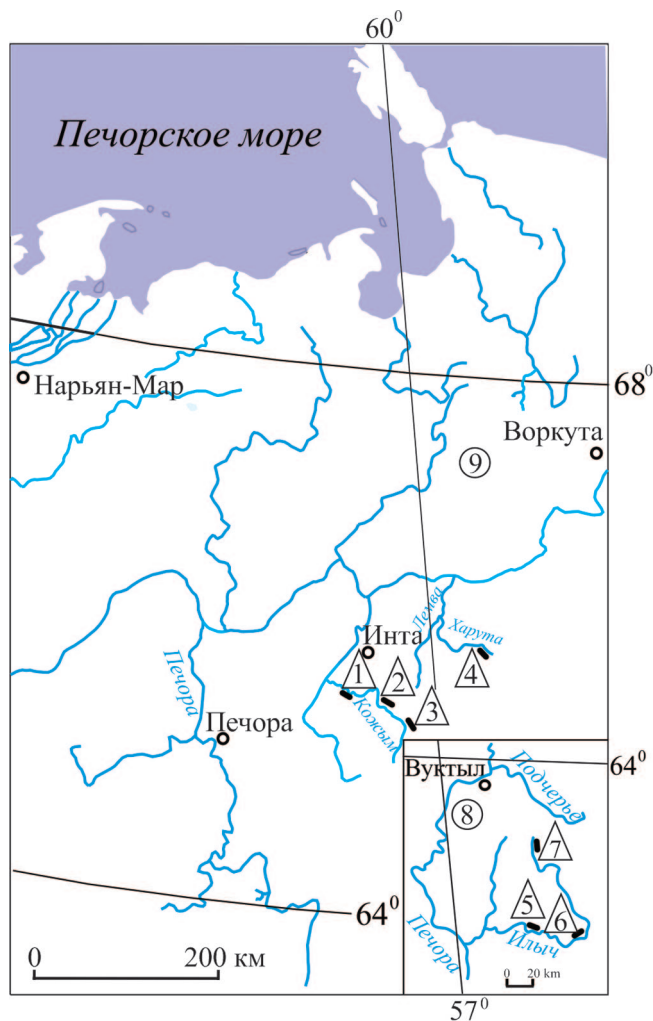 60⁰
Печорское море
68⁰
Нарьян-Мар
Воркута
9
Лемва
Харута
Инта
1
2
4
3
Печора
Кожым
Печора
64⁰
Вуктыл
Подчерье
8
7
5
6
64⁰
Илыч
Печора
0 200 км
0 20 km
57⁰